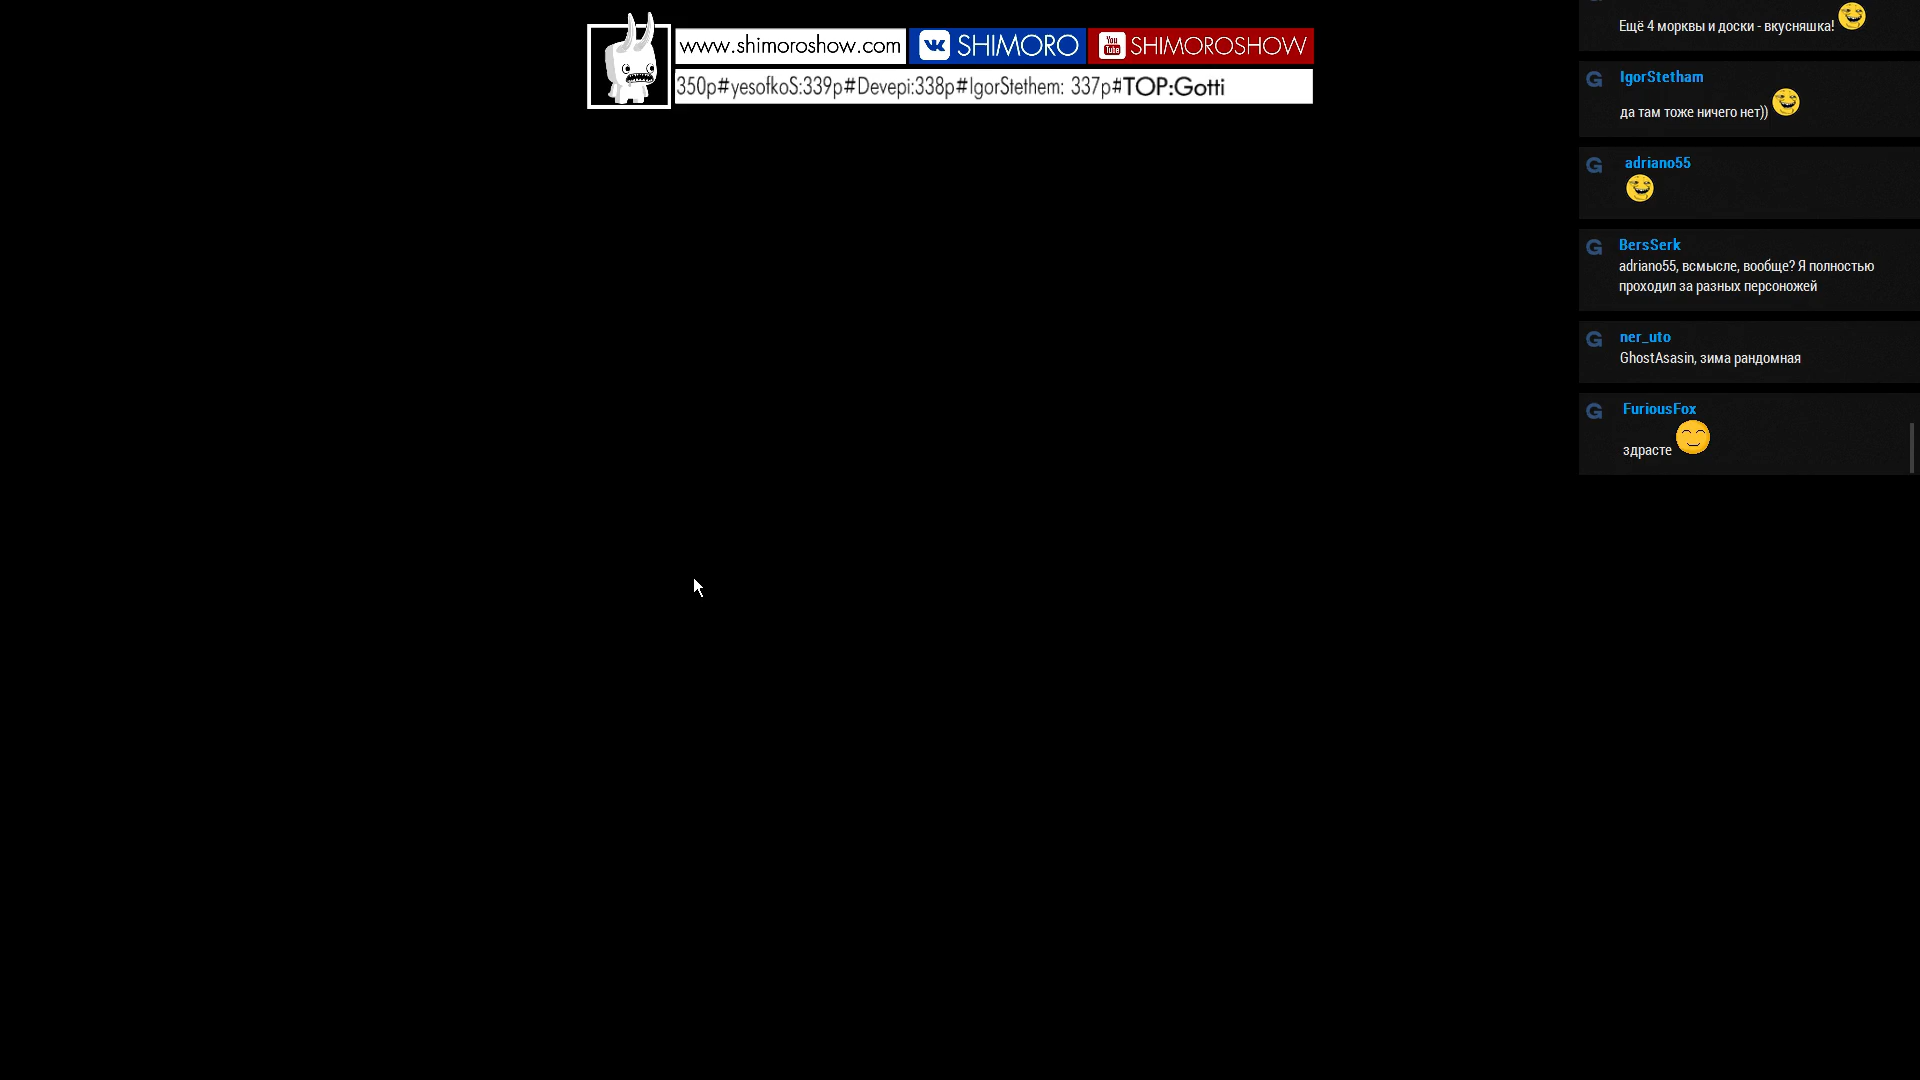 www.shimoroshow.com SHIMORO You Tube SHIMOROSHOW
350p#yesofkoS:339p#Devepi:338p#IgorStethem: 337p#TOP:Gotti
Ещё 4 морквы и доски - вкусняшка!
IgorStetham
да там тоже ничего нет))
adriano55
BersSerk
adriano55, всмысле, вообще? Я полностью
проходил за разных персоножей
ner_uto
GhostAsasin, зима рандомная
FuriousFox
здрасте